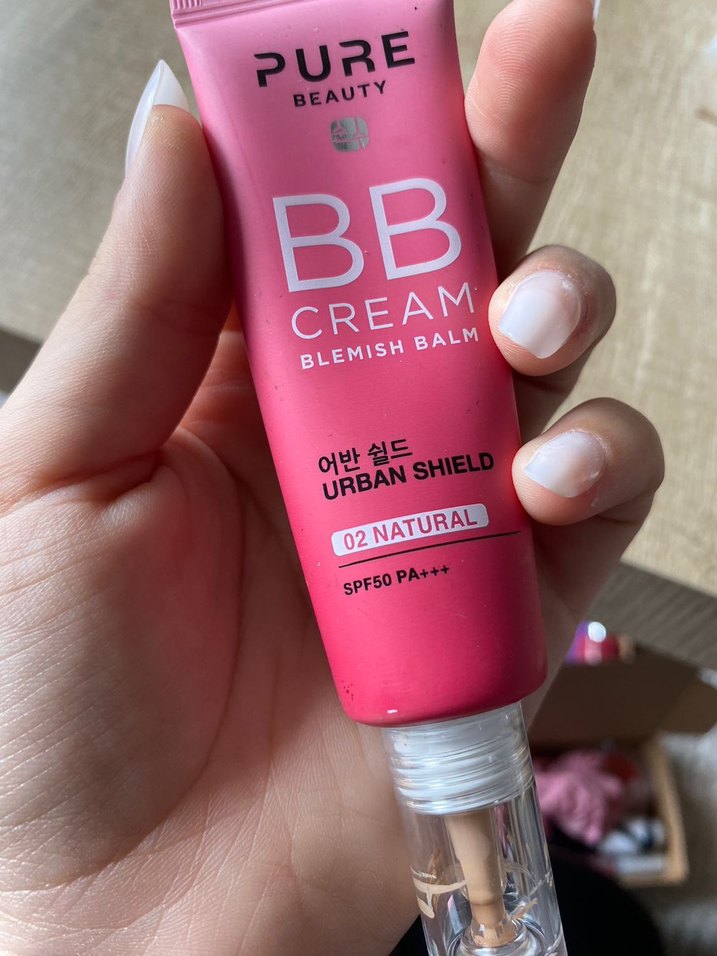 PURE
BEAUTY
BB
CREAM
BLEMISH BALM
어반 쉴드
URBAN SHIELD
02 NATURAL
SPF50 PA+++